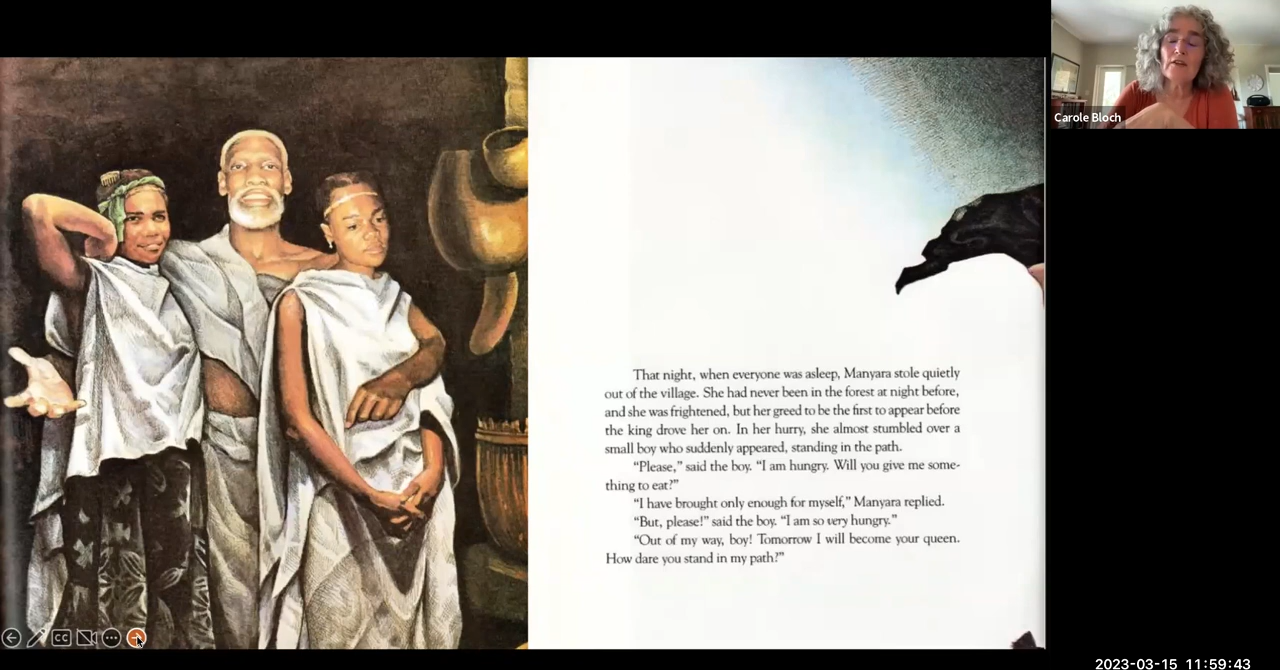 Carole Bloch
That night, when everyone was asleep, Manyara stole quietly
out of the village. She had never been in the forest at night before,
and she was frightened, but her greed to be the first to appear before
the king drove her on. In her hurry, she almost stumbled over a
small boy who suddenly appeared, standing in the path.
“Please,” said the boy. “I am hungry. Will you give me some-
thing to eat?”
“I have brought only enough for myself,” Manyara replied.
“But, please!” said the boy. “I am so very hungry.”
“Out of my way, boy! Tomorrow I will become your queen.
How dare you stand in my path?”
CC
2023-03-15 11:59:43